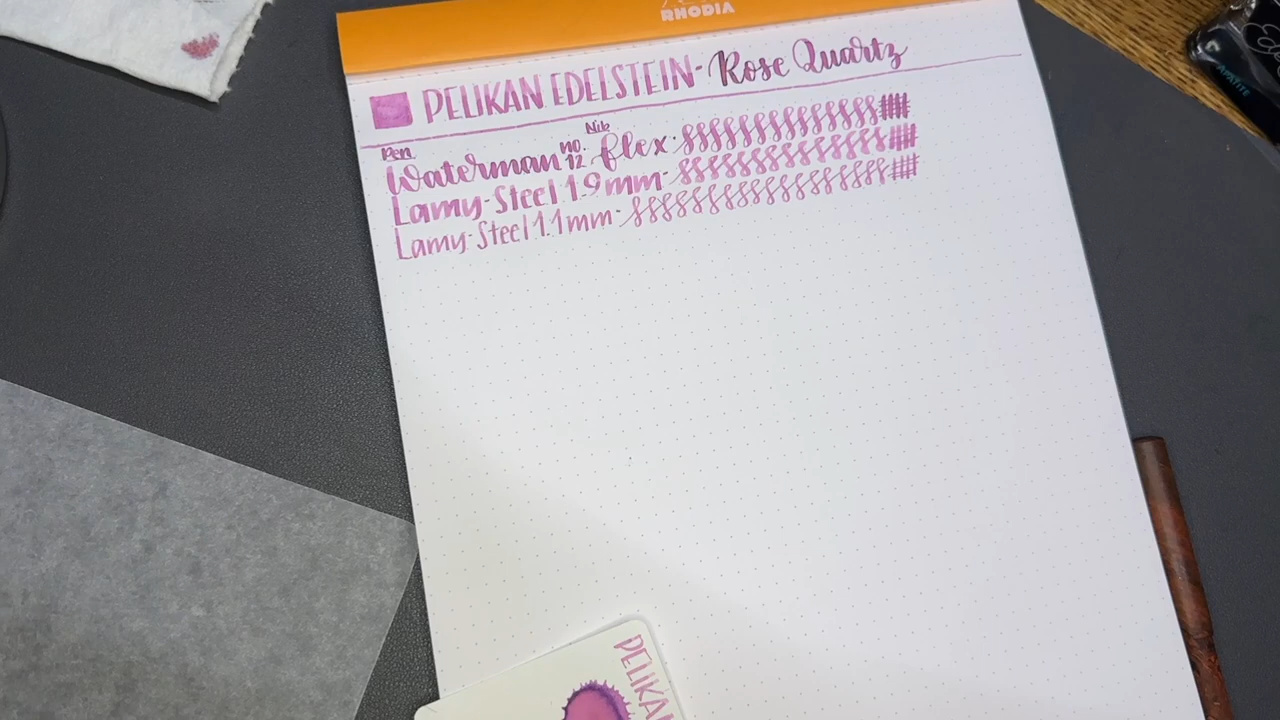 RHODIA
PELIKAN EDELSTEIN - Rose Quartz
Pen Nib
Waterman no. 12 flex -
Lamy - Steel 1.9mm -
Lamy - Steel 1.1mm -
PELIKAN
APATITE